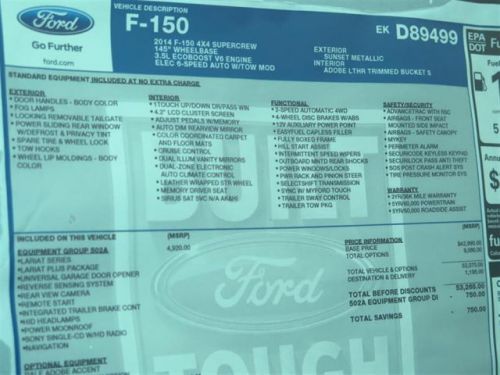 Ford
Go Further
ford.com
VEHICLE DESCRIPTION
F-150
2014 F-150 4X4 SUPERCREW
145" WHEELBASE
3.5L ECOBOOST V6 ENGINE
ELEC 6-SPEED AUTO W/TOW MOD
EK D89499
EXTERIOR
SUNSET METALLIC
INTERIOR
ADOBE LTHR TRIMMED BUCKET S
EPA
DOT
STANDARD EQUIPMENT INCLUDED AT NO EXTRA CHARGE
EXTERIOR
• DOOR HANDLES - BODY COLOR
• FOG LAMPS
• LOCKING REMOVABLE TAILGATE
• POWER SLIDING REAR WINDOW
W/DEFROST & PRIVACY TINT
• SPARE TIRE & WHEEL LOCK
• TOW HOOKS
• WHEEL LIP MOLDINGS - BODY
COLOR
INTERIOR
• 1TOUCH UP/DOWN DR/PAS WIN
• 4.2" LCD CLUSTER SCREEN
• ADJUST PEDALS W/MEMORY
• AUTO DIM REARVIEW MIRROR
• COLOR COORDINATED CARPET
AND FLOOR MATS
• CRUISE CONTROL
• DUAL ILLUM VANITY MIRRORS
• DUAL-ZONE ELECTRONIC
AUTO CLIMATE CONTROL
• LEATHER WRAPPED STR WHEEL
• MEMORY DRIVER SEAT
• SIRIUS SAT SVC N/A AK&HI
FUNCTIONAL
• 2-SPEED AUTOMATIC 4WD
• 4-WHEEL DISC BRAKES W/ABS
• 12V AUXILIARY POWER POINT
• EASYFUEL CAPLESS FILLER
• FULLY BOXED FRAME
• HILL START ASSIST
• INTERMITTENT SPEED WIPERS
• OUTBOARD MNTD REAR SHOCKS
• POWER WINDOWS/LOCKS
• PWR RACK AND PINION STEER
• SELECTSHIFT TRANSMISSION
• SYNC W/MYFORD TOUCH
• TRAILER SWAY CONTROL
• TRAILER TOW PKG
SAFETY/SECURITY
• ADVANCETRAC WITH RSC
• AIRBAGS - FRONT SEAT
MOUNTED SIDE IMPACT
• AIRBAGS - SAFETY CANOPY
• MYKEY
• PERIMETER ALARM
• SECURICODE KEYLESS KEYPAD
• SECURILOCK PASS ANTI THEFT
• SOS POST CRASH ALERT SYS
• TIRE PRESSURE MONITOR SYS
WARRANTY
• 3YR/36K MILE WARRANTY
• 5YR/60,000 POWERTRAIN
• 5YR/60,000 ROADSIDE ASSIST
INCLUDED ON THIS VEHICLE
(MSRP)
EQUIPMENT GROUP 502A
4,920.00
• LARIAT SERIES
• LARIAT PLUS PACKAGE
• UNIVERSAL GARAGE DOOR OPENER
• REVERSE SENSING SYSTEM
• REAR VIEW CAMERA
• REMOTE START
• INTEGRATED TRAILER BRAKE CONT
• HID HEADLAMPS
• POWER MOONROOF
• SONY SINGLE-CD W/HD RADIO
• NAVIGATION
OPTIONAL EQUIPMENT
PRICE INFORMATION
(MSRP)
BASE PRICE
TOTAL OPTIONS
TOTAL VEHICLE & OPTIONS
DESTINATION & DELIVERY
TOTAL BEFORE DISCOUNTS
502A EQUIPMENT GROUP DI - 750.00
TOTAL SAVINGS - 750.00
Ford
TOUGH